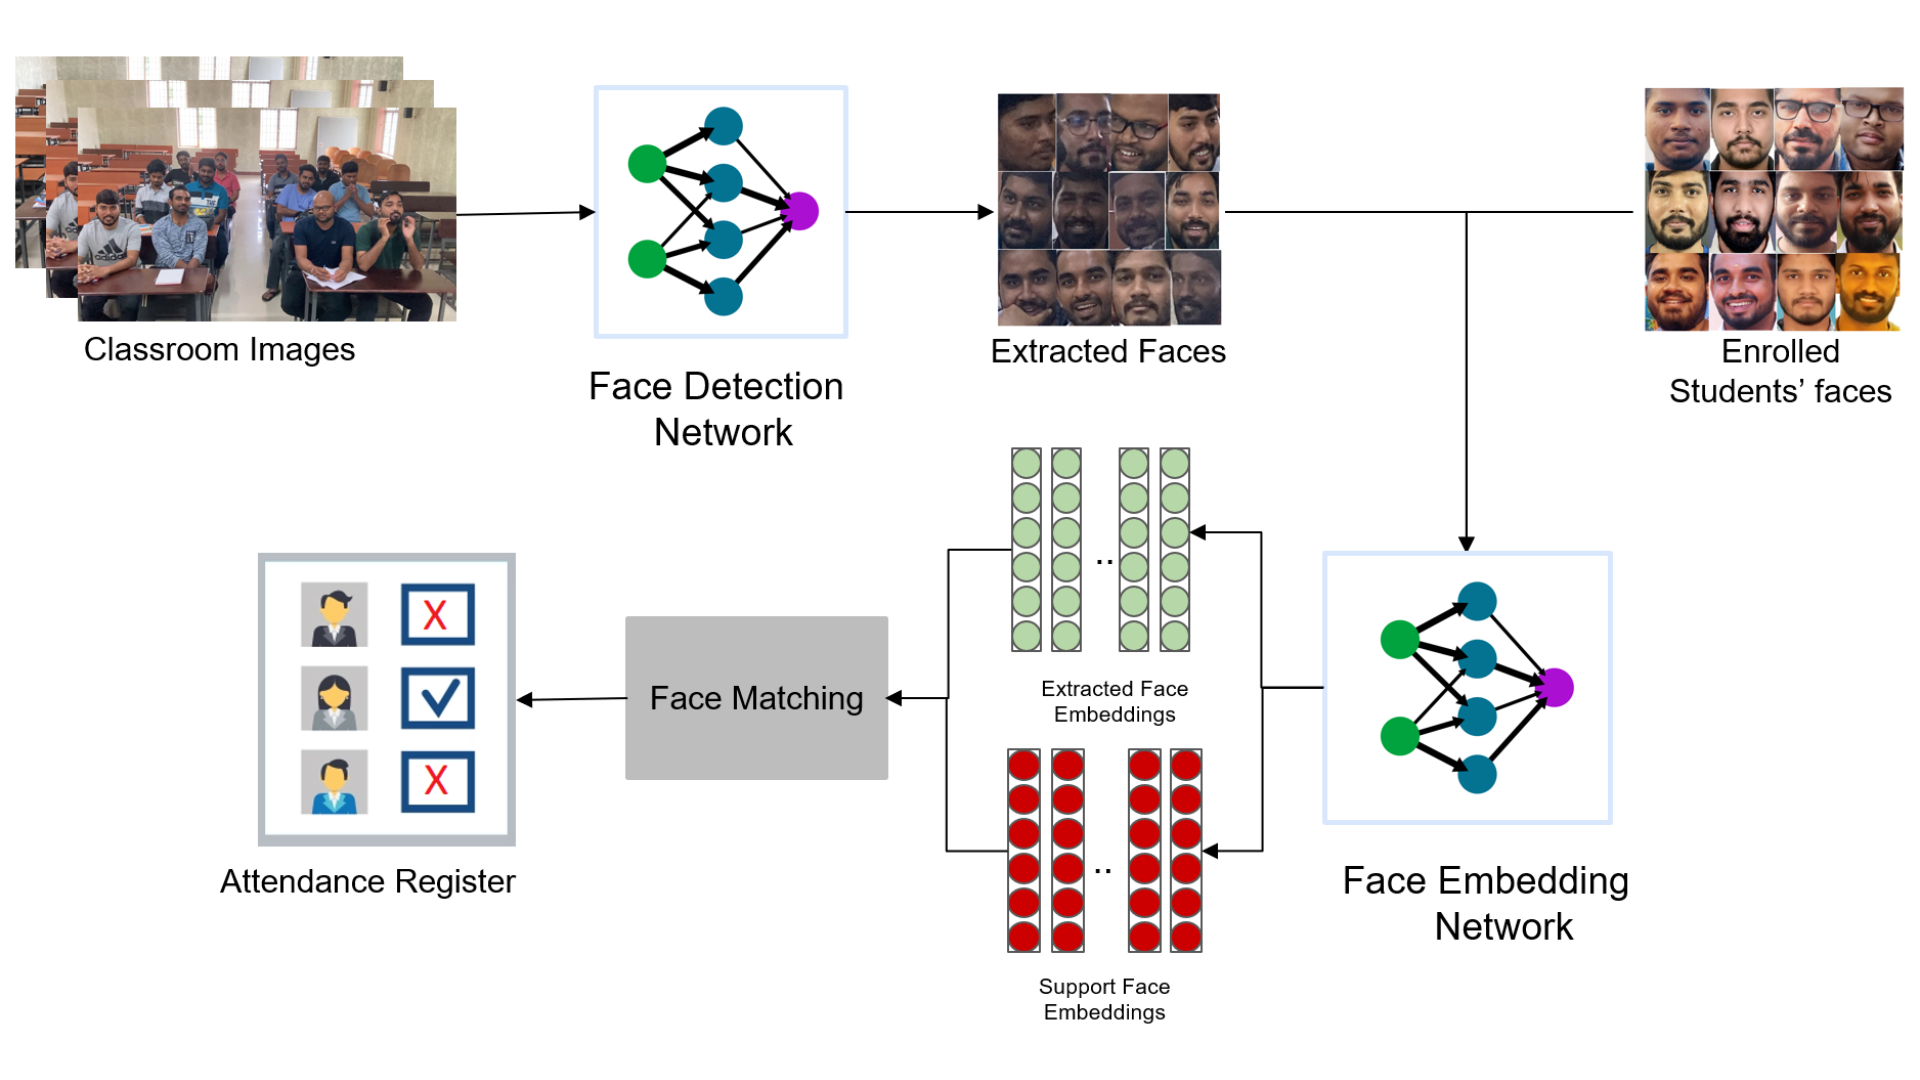 Classroom Images
Face Detection
Network
Extracted Faces
Enrolled
Students’ faces
Extracted Face
Embeddings
Face Matching
X
X
Attendance Register
Face Embedding
Network
Support Face
Embeddings